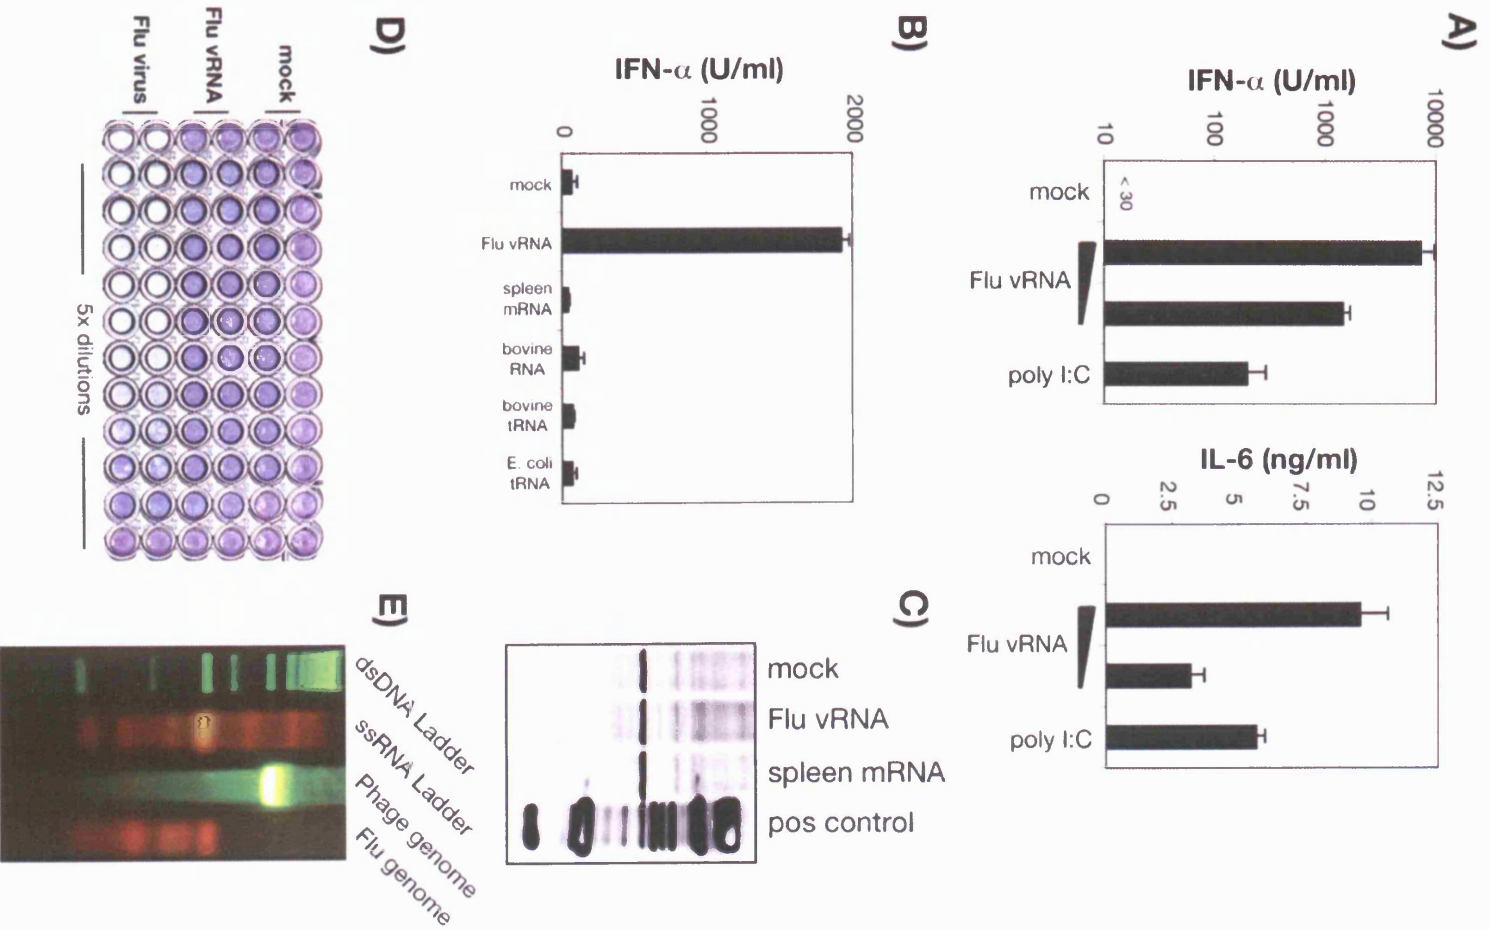 A)
IFN-α (U/ml)
10000
1000
100
10
< 30
mock
Flu vRNA
poly I:C
IL-6 (ng/ml)
12.5
10
7.5
5
2.5
0
mock
Flu vRNA
poly I:C
B)
IFN-α (U/ml)
2000
1000
0
mock
Flu vRNA
spleen
mRNA
bovine
RNA
bovine
tRNA
E. coli
tRNA
C)
mock
Flu vRNA
spleen mRNA
pos control
D)
mock
Flu vRNA
Flu virus
5x dilutions
E)
dsDNA Ladder
ssRNA Ladder
Phage genome
Flu genome